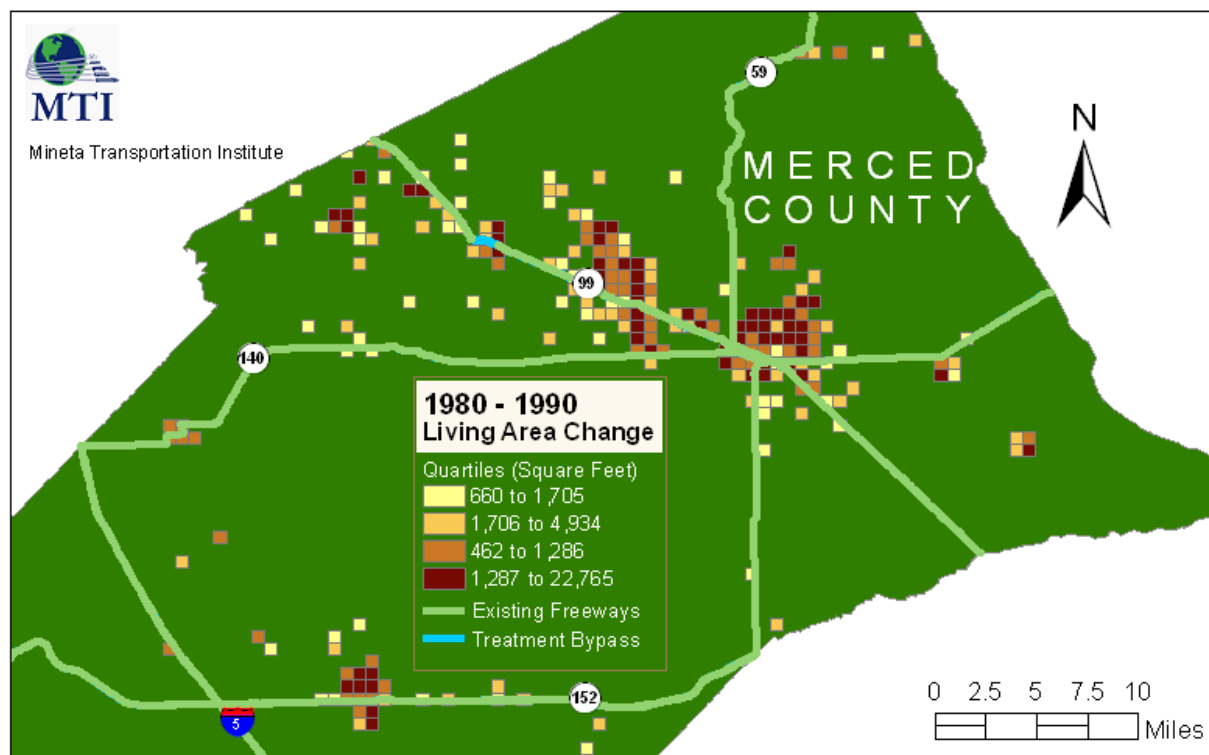 MTI
Mineta Transportation Institute
59
N
MERCED
COUNTY
99
140
1980 - 1990
Living Area Change
Quartiles (Square Feet)
660 to 1,705
1,706 to 4,934
462 to 1,286
1,287 to 22,765
Existing Freeways
Treatment Bypass
152
5
0 2.5 5 7.5 10
Miles